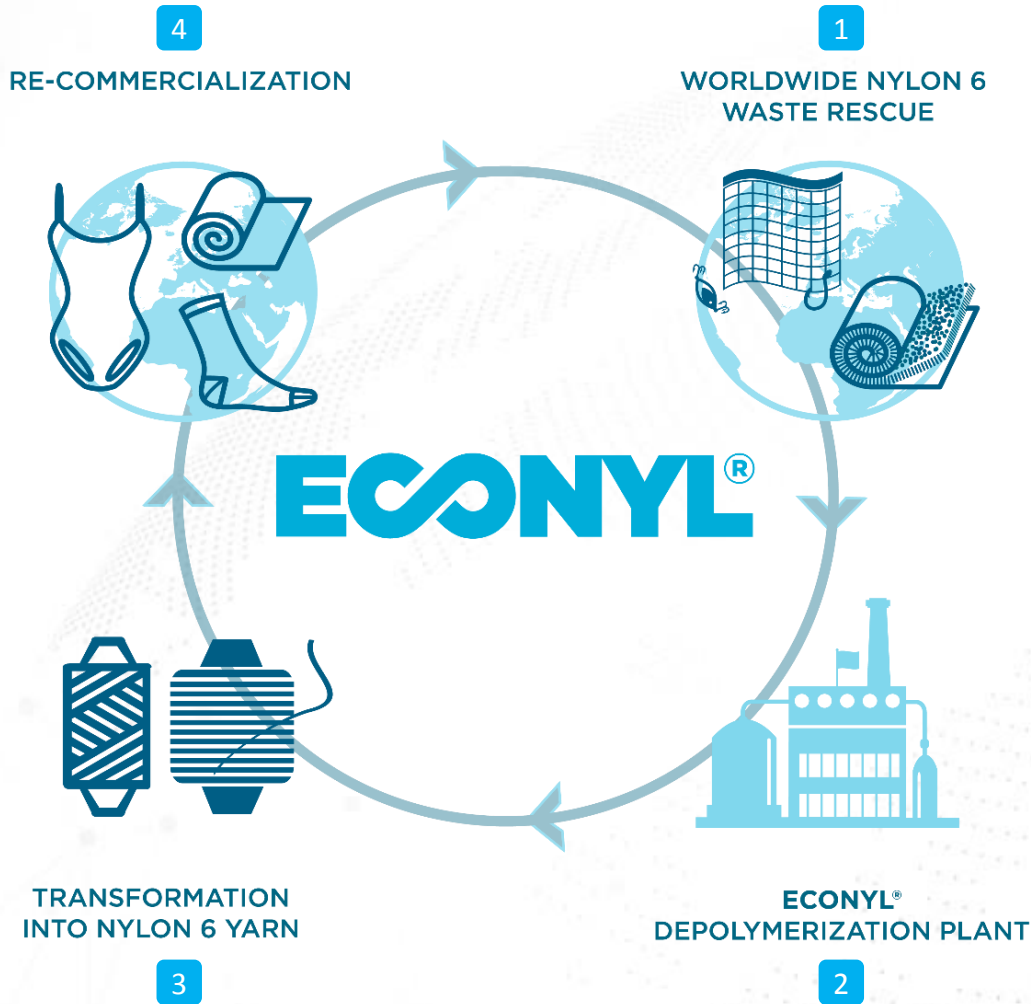 4
RE-COMMERCIALIZATION
1
WORLDWIDE NYLON 6
WASTE RESCUE
ECONYL®
TRANSFORMATION
INTO NYLON 6 YARN
3
ECONYL®
DEPOLYMERIZATION PLANT
2